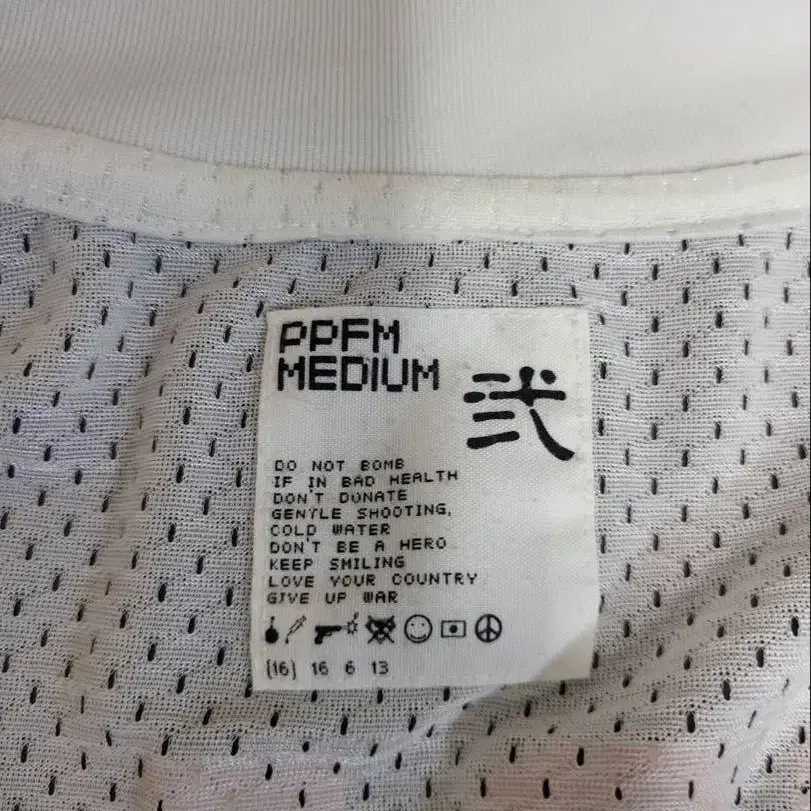 PPFM
MEDIUM
弐
DO NOT BOMB
IF IN BAD HEALTH
DON'T DONATE
GENTLE SHOOTING,
COLD WATER
DON'T BE A HERO
KEEP SMILING
LOVE YOUR COUNTRY
GIVE UP WAR
(16) 16 6 13